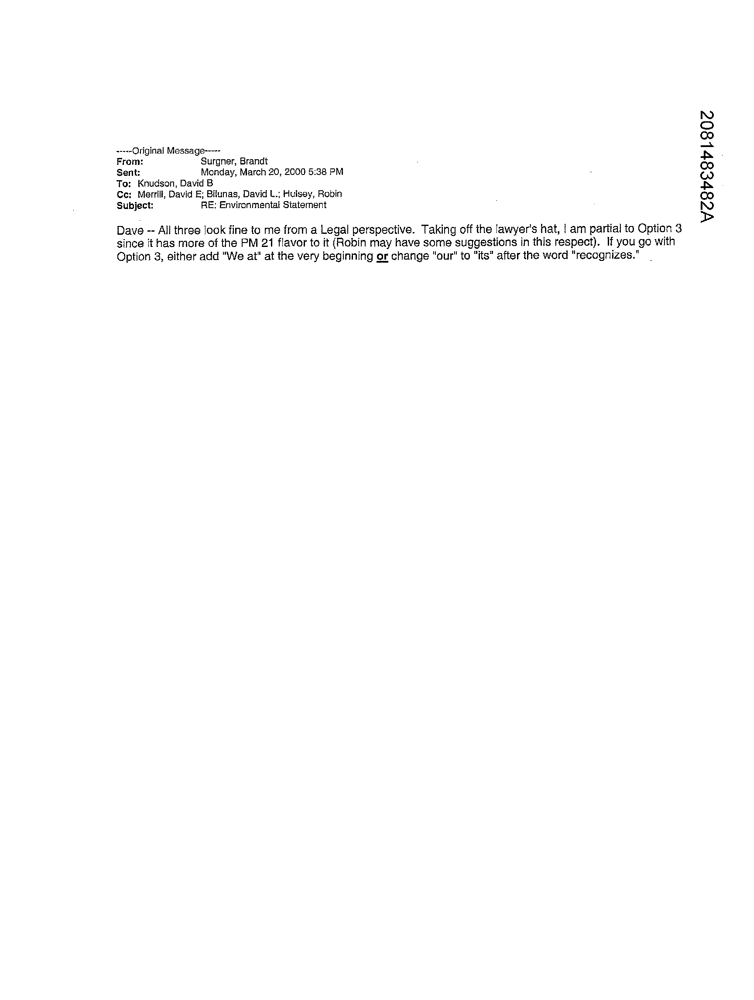 -----Original Message-----
From: Surgner, Brandt
Sent: Monday, March 20, 2000 5:38 PM
To: Knudson, David B
Cc: Merrill, David E; Bilunas, David L.; Hulsey, Robin
Subject: RE: Environmental Statement
Dave -- All three look fine to me from a Legal perspective. Taking off the lawyer's hat, I am partial to Option 3
since it has more of the PM 21 flavor to it (Robin may have some suggestions in this respect). If you go with
Option 3, either add "We at" at the very beginning or change "our" to "its" after the word "recognizes."
2081483482A